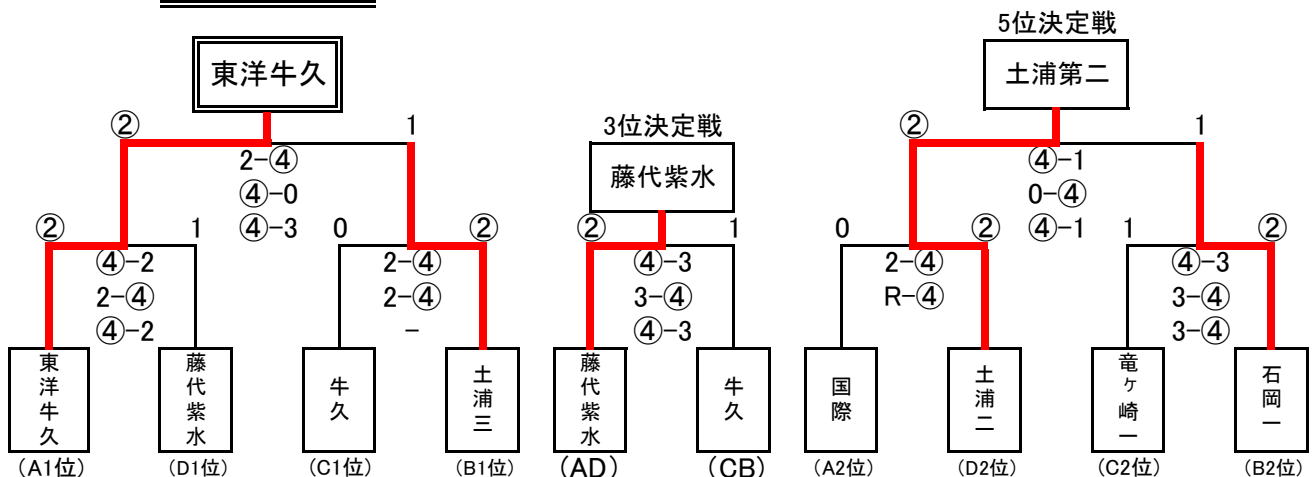 東洋牛久
②
1
2-④
④-0
④-3
②
1
④-2
2-④
④-2
0
②
2-④
2-④
-
東洋牛久
藤代紫水
牛久
土浦三
（A1位）
（D1位）
（C1位）
（B1位）
3位決定戦
藤代紫水
②
1
④-3
3-④
④-3
藤代紫水
牛久
（AD）
（CB）
5位決定戦
土浦第二
②
1
④-1
0-④
④-1
0
②
2-④
R-④
1
②
④-3
3-④
3-④
国際
土浦二
竜ヶ崎一
石岡一
（A2位）
（D2位）
（C2位）
（B2位）